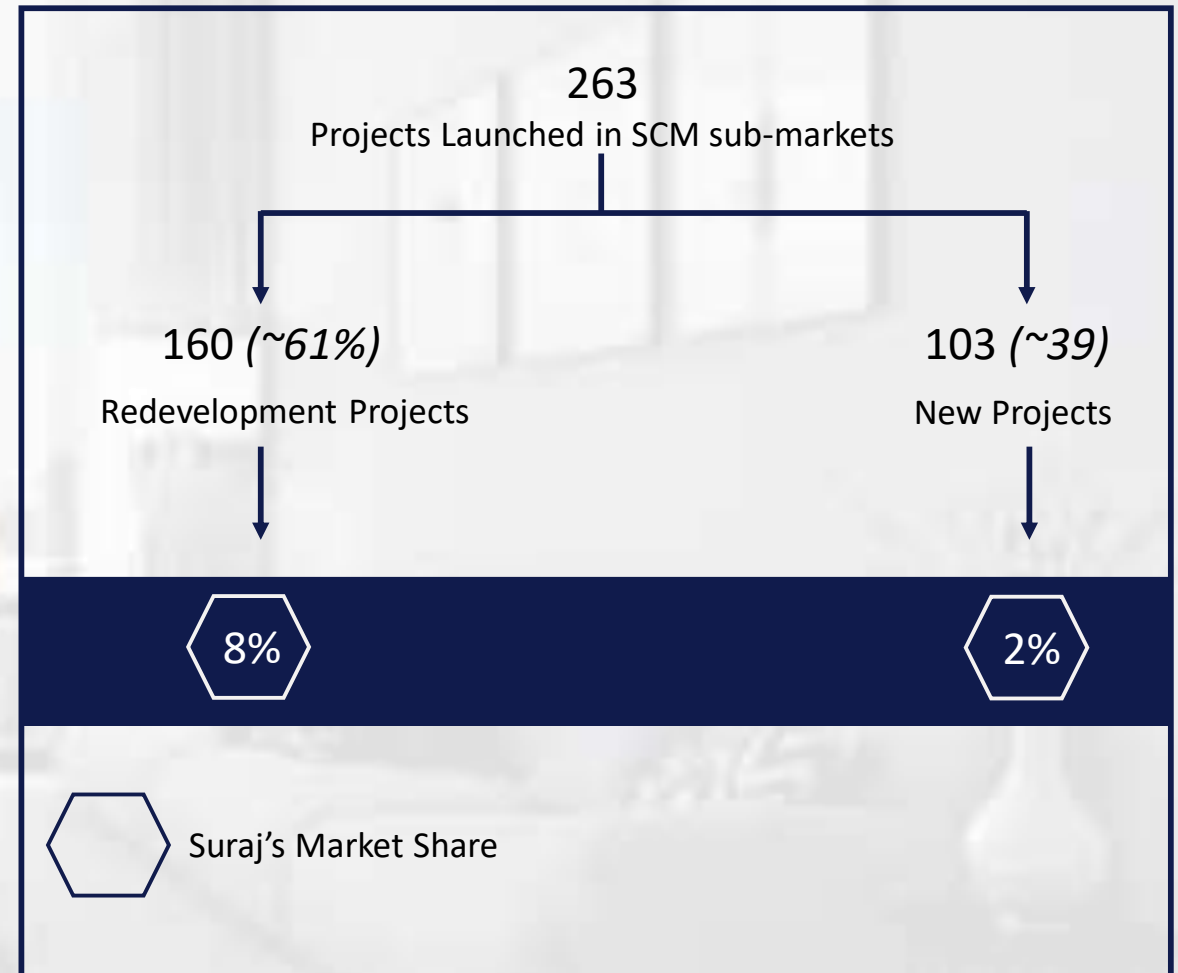 263
Projects Launched in SCM sub-markets
160 (~61%)
103 (~39)
Redevelopment Projects
New Projects
8%
2%
Suraj’s Market Share